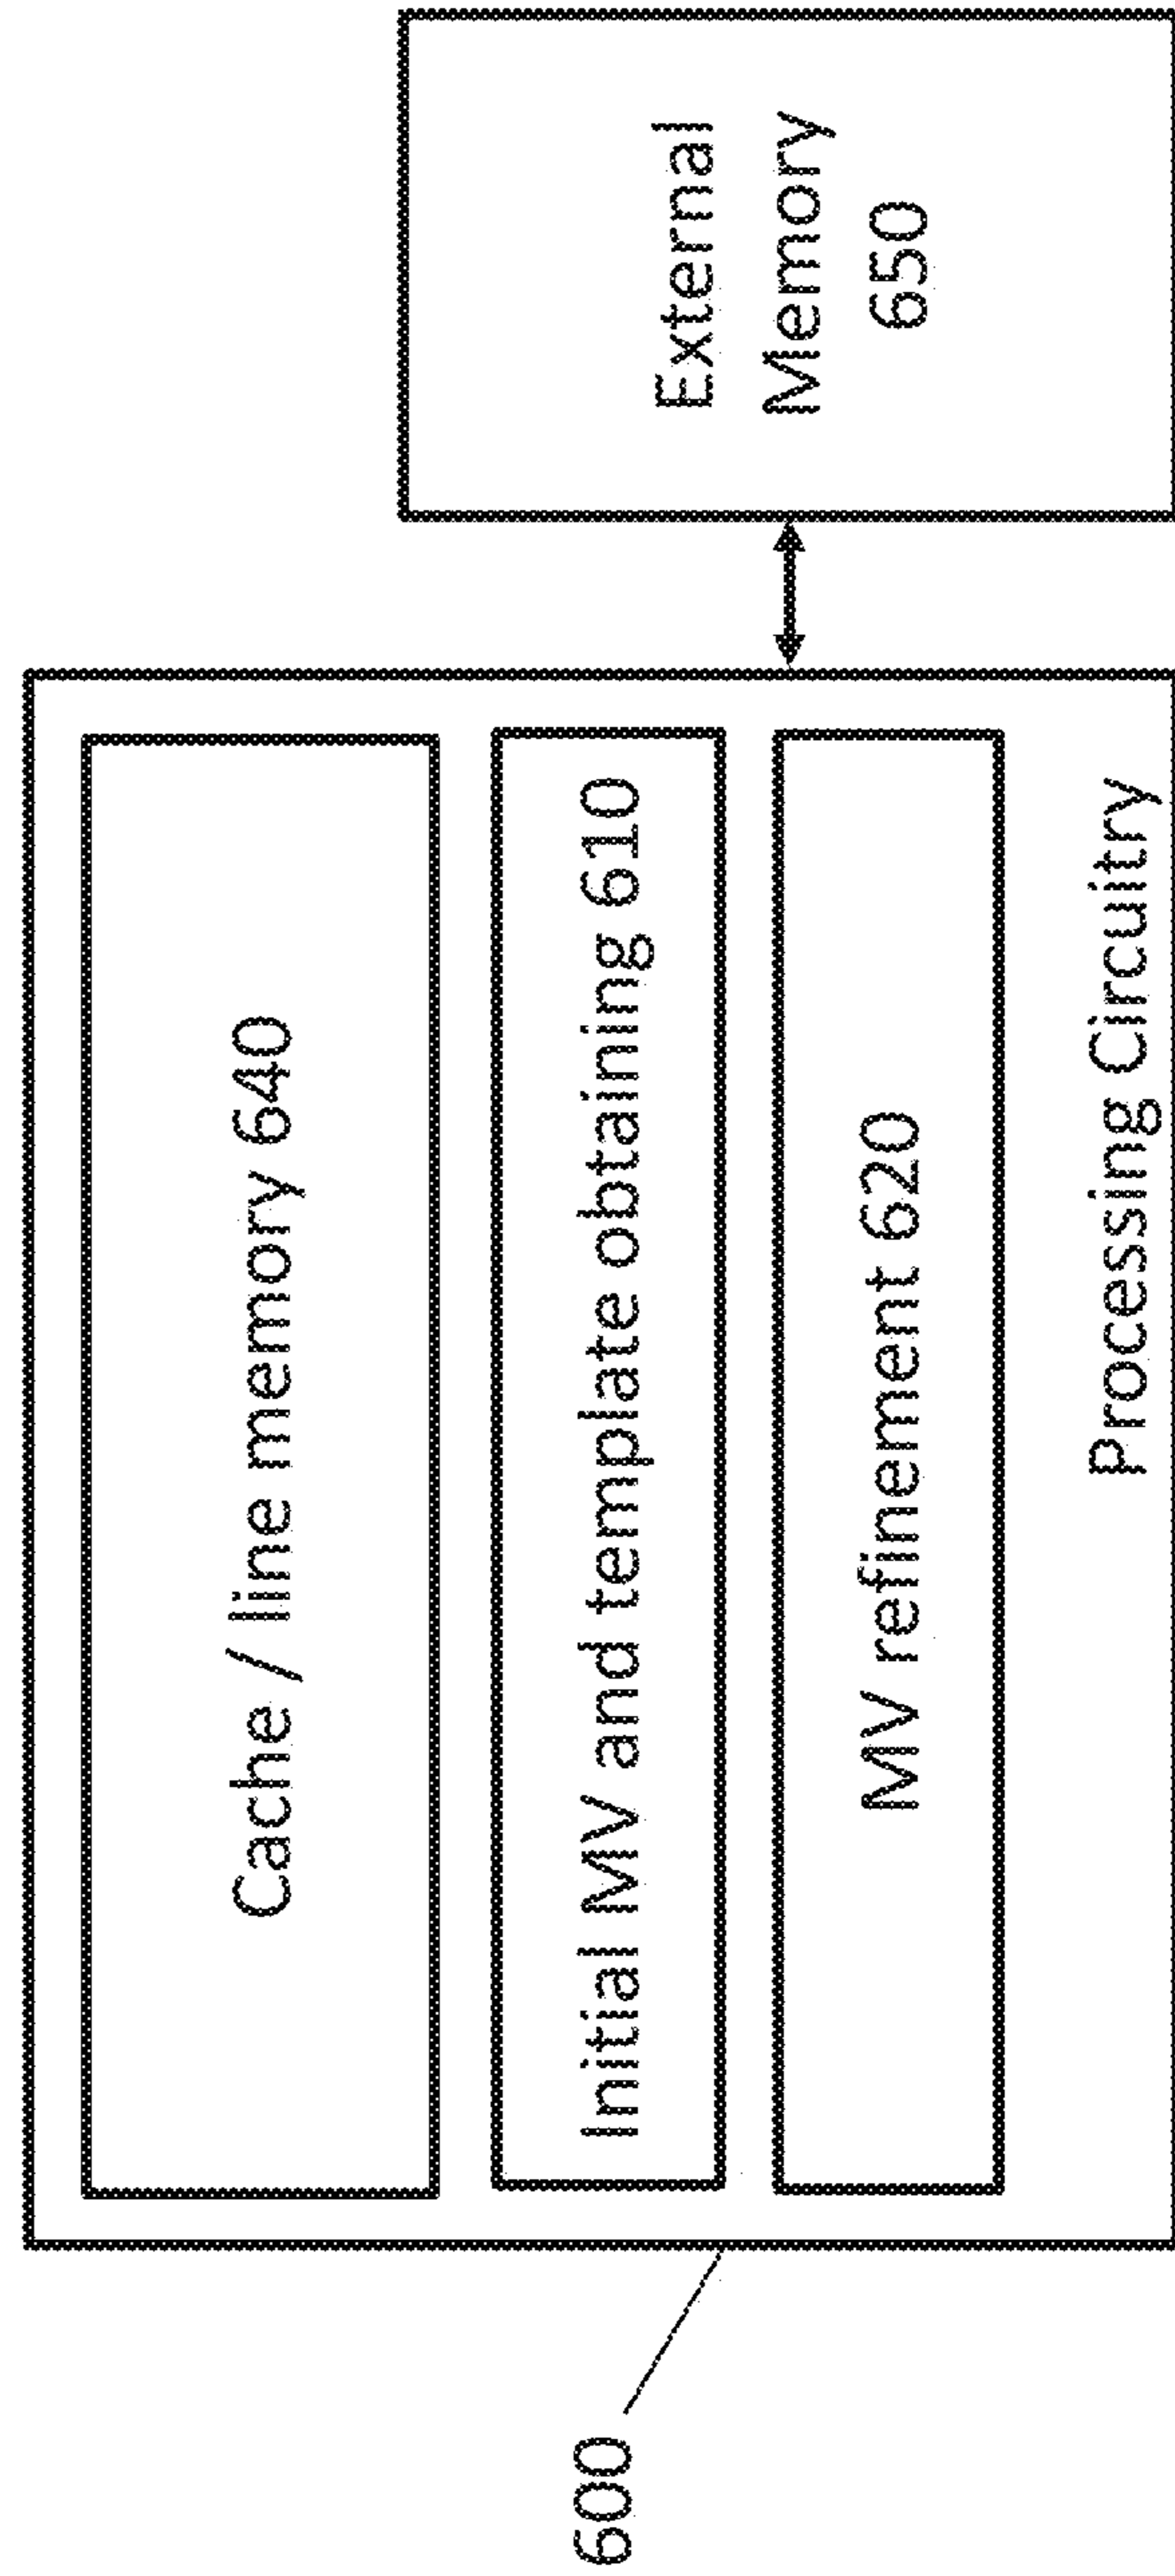 600
Cache / line memory 640
Initial MV and template obtaining 610
MV refinement 620
Processing Circuitry
External
Memory
650